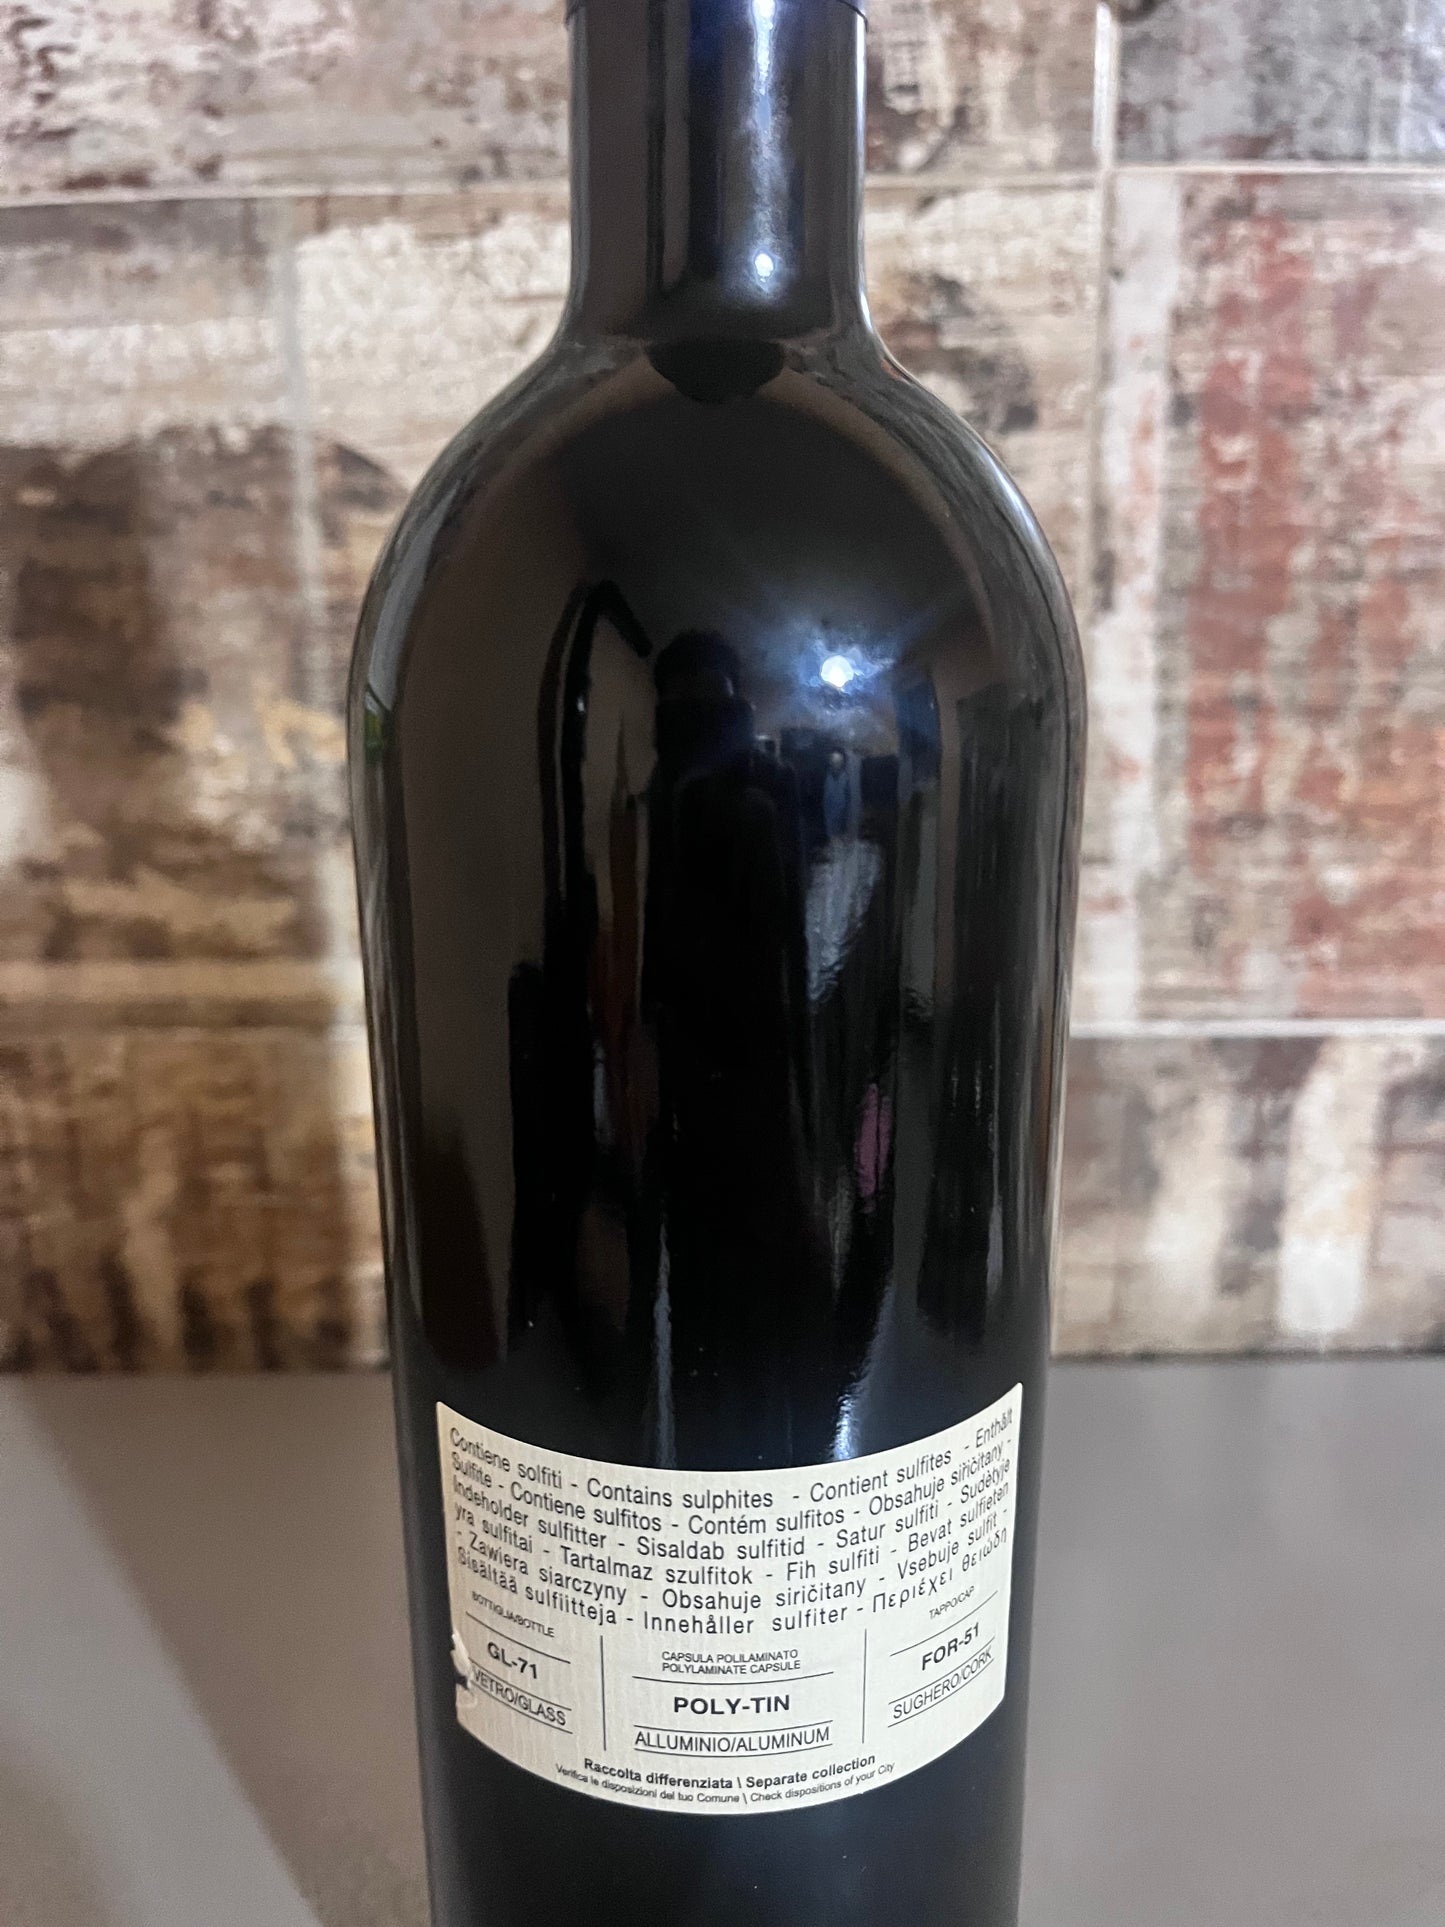 Contiene solfiti - Contains sulphites - Contient sulfites - Enthält
Sulfite - Contiene sulfitos - Contém sulfitos - Obsahuje siřičitany -
Indeholder sulfitter - Sisaldab sulfitid - Satur sulfīti - Sudėtyje
yra sulfitai - Tartalmaz szulfitok - Fih sulfiti - Bevat sulfieten
- Zawiera siarczyny - Obsahuje siričitany - Vsebuje sulfit -
Sisältää sulfiitteja - Innehåller sulfiter - Περιέχει θειώδη
BOTTIGLIA/BOTTLE
GL-71
VETRO/GLASS
CAPSULA POLILAMINATO
POLYLAMINATE CAPSULE
POLY-TIN
ALLUMINIO/ALUMINUM
TAPPO/CAP
FOR-51
SUGHERO/CORK
Raccolta differenziata \ Separate collection
Verifica le disposizioni del tuo Comune \ Check dispositions of your City